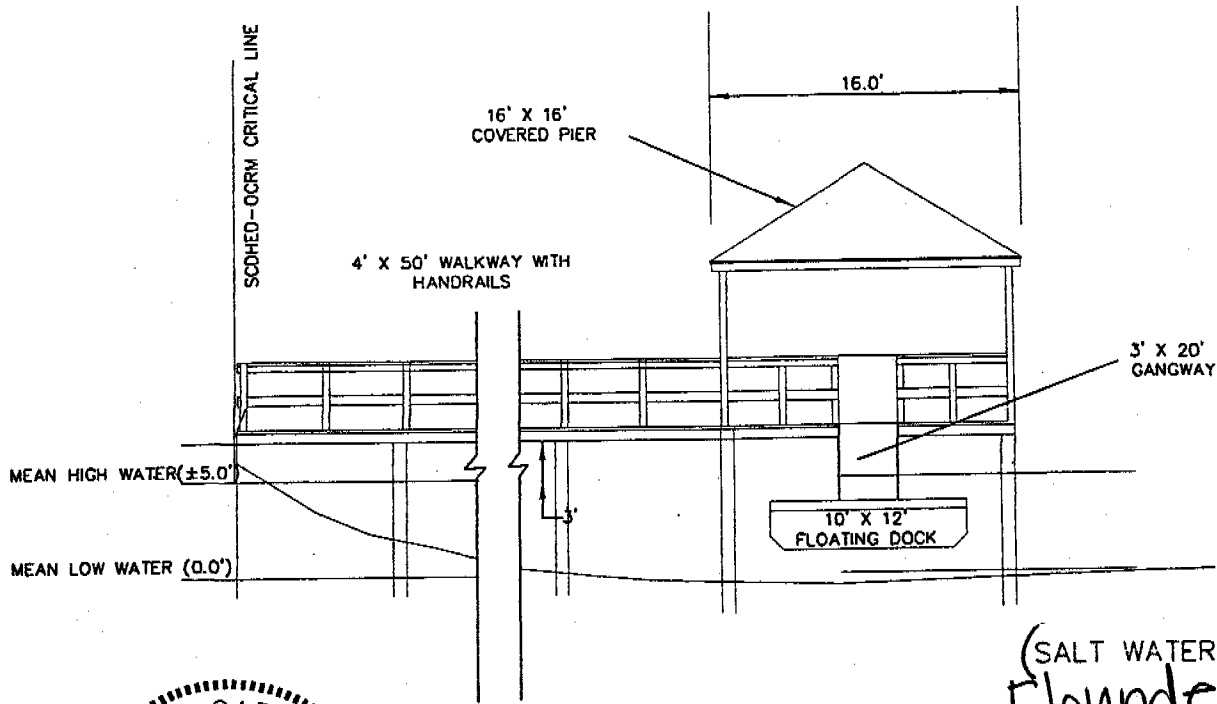 SCDHED-OCRM CRITICAL LINE
16.0'
16' X 16'
COVERED PIER
4' X 50' WALKWAY WITH
HANDRAILS
3' X 20'
GANGWAY
MEAN HIGH WATER(±5.0')
3'
10' X 12'
FLOATING DOCK
MEAN LOW WATER (0.0')
(SALT WATER